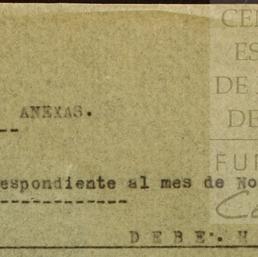 ANEXAS.
espondiente al mes de No
DEBE. H
CE
ES
DE
DE
FU